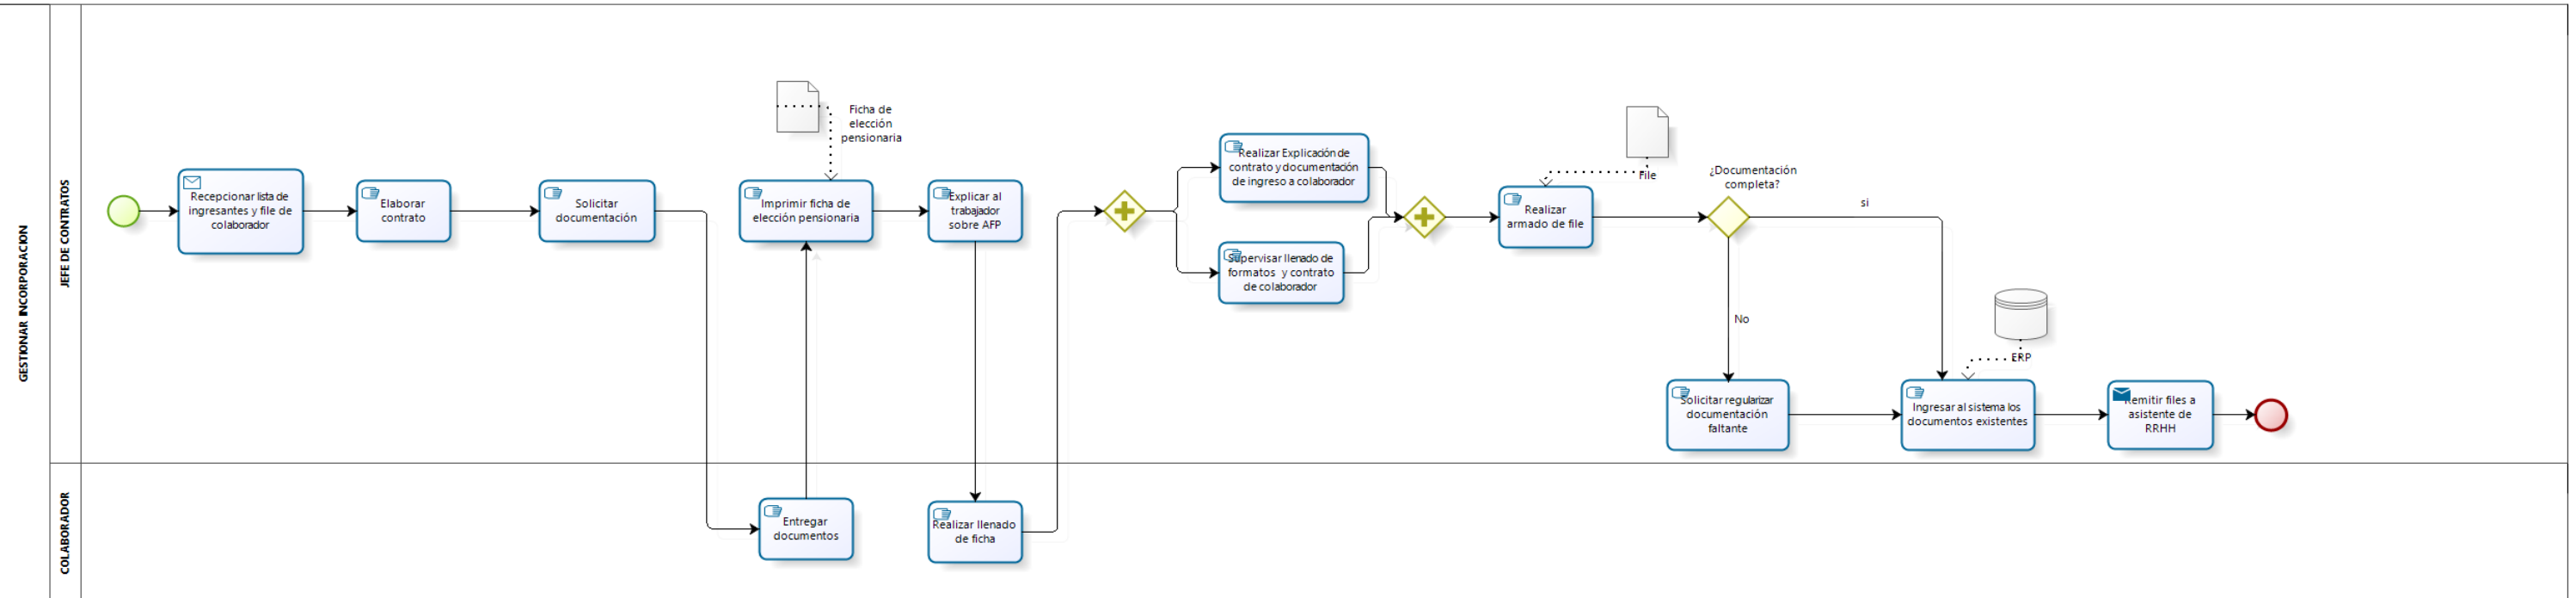 GESTIONAR INCORPORACION
JEFE DE CONTRATOS
Recepcionar lista de
ingresantes y file de
colaborador
Elaborar
contrato
Solicitar
documentación
Ficha de
elección
pensionaria
Imprimir ficha de
elección pensionaria
Explicar al
trabajador
sobre AFP
Realizar Explicación de
contrato y documentación
de ingreso a colaborador
Supervisar llenado de
formatos y contrato
de colaborador
File
Realizar
armado de file
¿Documentación
completa?
si
No
ERP
Solicitar regularizar
documentación
faltante
Ingresar al sistema los
documentos existentes
Remitir files a
asistente de
RRHH
COLABORADOR
Entregar
documentos
Realizar llenado
de ficha